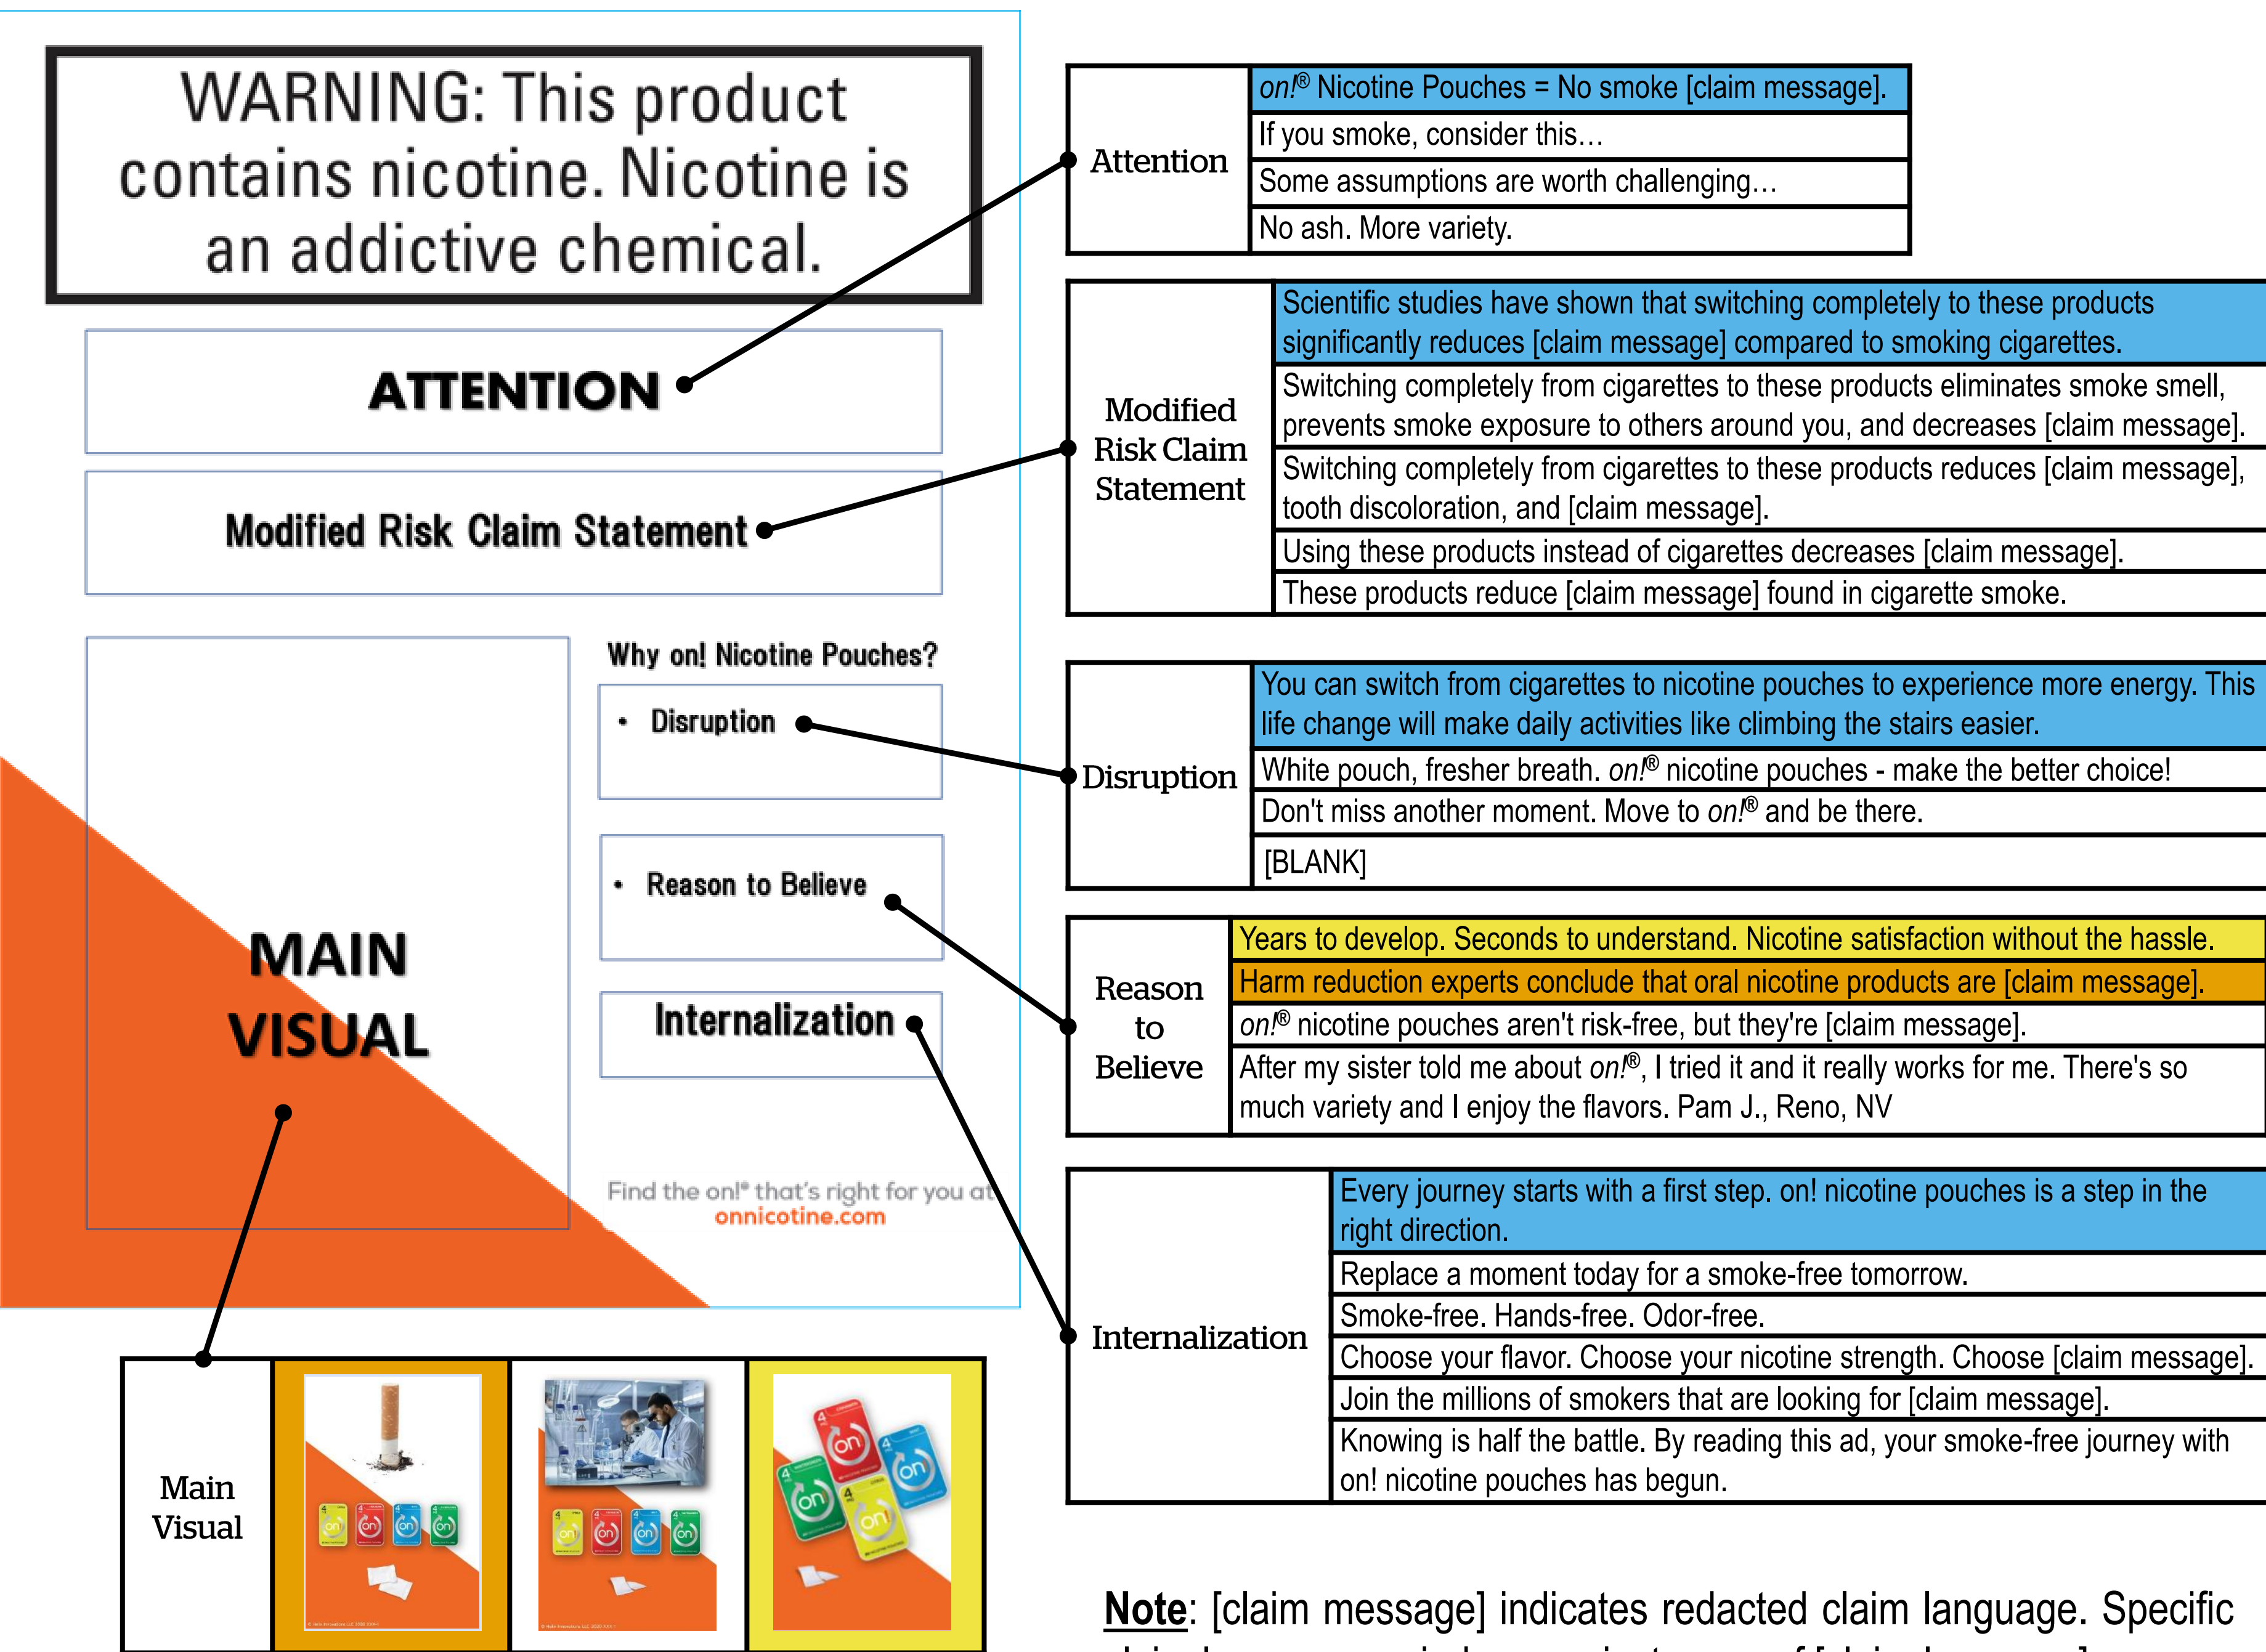 WARNING: This product
contains nicotine. Nicotine is
an addictive chemical.
ATTENTION
Modified Risk Claim Statement
Why on! Nicotine Pouches?
• Disruption
• Reason to Believe
Internalization
MAIN
VISUAL
Find the on!® that's right for you at
onnicotine.com
Attention
on!® Nicotine Pouches = No smoke [claim message].
If you smoke, consider this…
Some assumptions are worth challenging…
No ash. More variety.
Modified
Risk Claim
Statement
Scientific studies have shown that switching completely to these products
significantly reduces [claim message] compared to smoking cigarettes.
Switching completely from cigarettes to these products eliminates smoke smell,
prevents smoke exposure to others around you, and decreases [claim message].
Switching completely from cigarettes to these products reduces [claim message],
tooth discoloration, and [claim message].
Using these products instead of cigarettes decreases [claim message].
These products reduce [claim message] found in cigarette smoke.
Disruption
You can switch from cigarettes to nicotine pouches to experience more energy. This
life change will make daily activities like climbing the stairs easier.
White pouch, fresher breath. on!® nicotine pouches - make the better choice!
Don't miss another moment. Move to on!® and be there.
[BLANK]
Reason
to
Believe
Years to develop. Seconds to understand. Nicotine satisfaction without the hassle.
Harm reduction experts conclude that oral nicotine products are [claim message].
on!® nicotine pouches aren't risk-free, but they're [claim message].
After my sister told me about on!®, I tried it and it really works for me. There's so
much variety and I enjoy the flavors. Pam J., Reno, NV
Internalization
Every journey starts with a first step. on! nicotine pouches is a step in the
right direction.
Replace a moment today for a smoke-free tomorrow.
Smoke-free. Hands-free. Odor-free.
Choose your flavor. Choose your nicotine strength. Choose [claim message].
Join the millions of smokers that are looking for [claim message].
Knowing is half the battle. By reading this ad, your smoke-free journey with
on! nicotine pouches has begun.
Main
Visual
on! on! on! on!
on! on! on! on!
on! on! on! on!
Note: [claim message] indicates redacted claim language. Specific